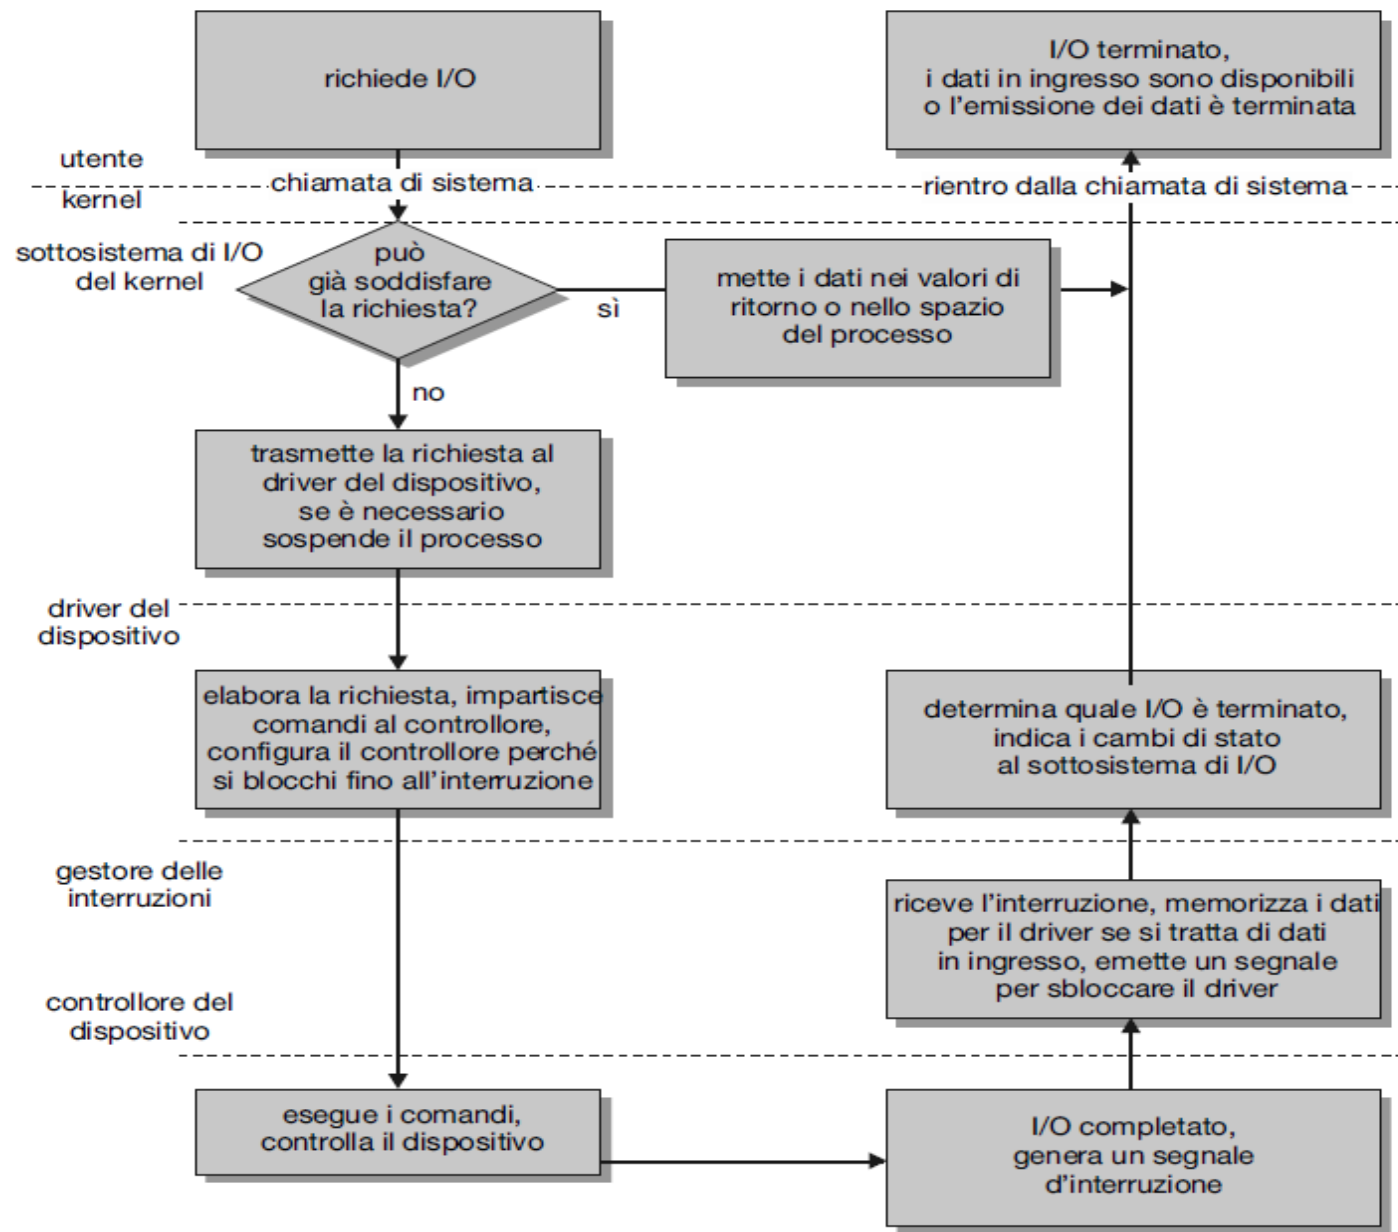 richiede I/O
I/O terminato,
i dati in ingresso sono disponibili
o l'emissione dei dati è terminata
utente
chiamata di sistema
rientro dalla chiamata di sistema
kernel
sottosistema di I/O
del kernel
può
già soddisfare
la richiesta?
sì
mette i dati nei valori di
ritorno o nello spazio
del processo
no
trasmette la richiesta al
driver del dispositivo,
se è necessario
sospende il processo
driver del
dispositivo
elabora la richiesta, impartisce
comandi al controllore,
configura il controllore perché
si blocchi fino all'interruzione
determina quale I/O è terminato,
indica i cambi di stato
al sottosistema di I/O
gestore delle
interruzioni
riceve l'interruzione, memorizza i dati
per il driver se si tratta di dati
in ingresso, emette un segnale
per sbloccare il driver
controllore del
dispositivo
esegue i comandi,
controlla il dispositivo
I/O completato,
genera un segnale
d'interruzione